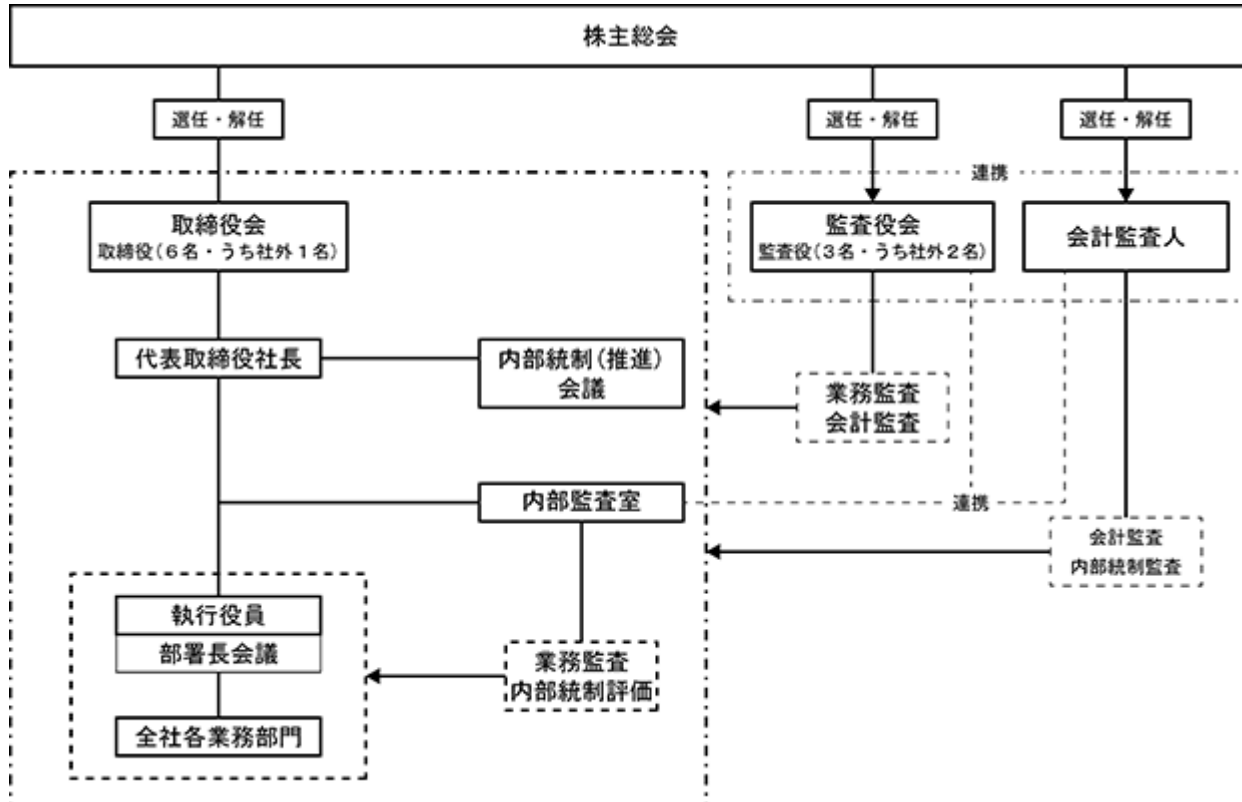 株主総会
選任・解任
選任・解任
選任・解任
連携
取締役会
取締役(6名・うち社外1名)
監査役会
監査役(3名・うち社外2名)
会計監査人
代表取締役社長
内部統制(推進)
会議
業務監査
会計監査
内部監査室
連携
会計監査
内部統制監査
執行役員
部署長会議
業務監査
内部統制評価
全社各業務部門